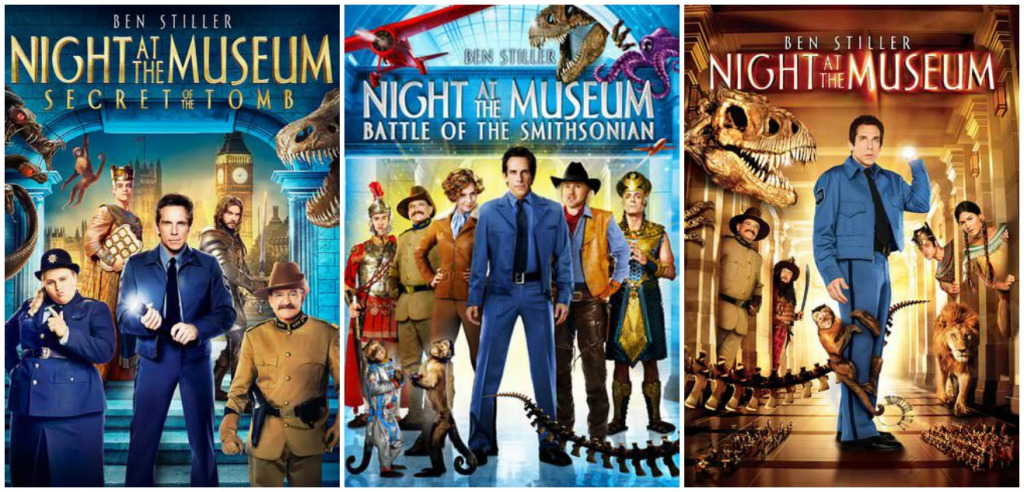 BEN STILLER
NIGHT AT THE MUSEUM
SECRET OF THE TOMB
BEN STILLER
NIGHT AT THE MUSEUM
BATTLE OF THE SMITHSONIAN
BEN STILLER
NIGHT AT THE MUSEUM